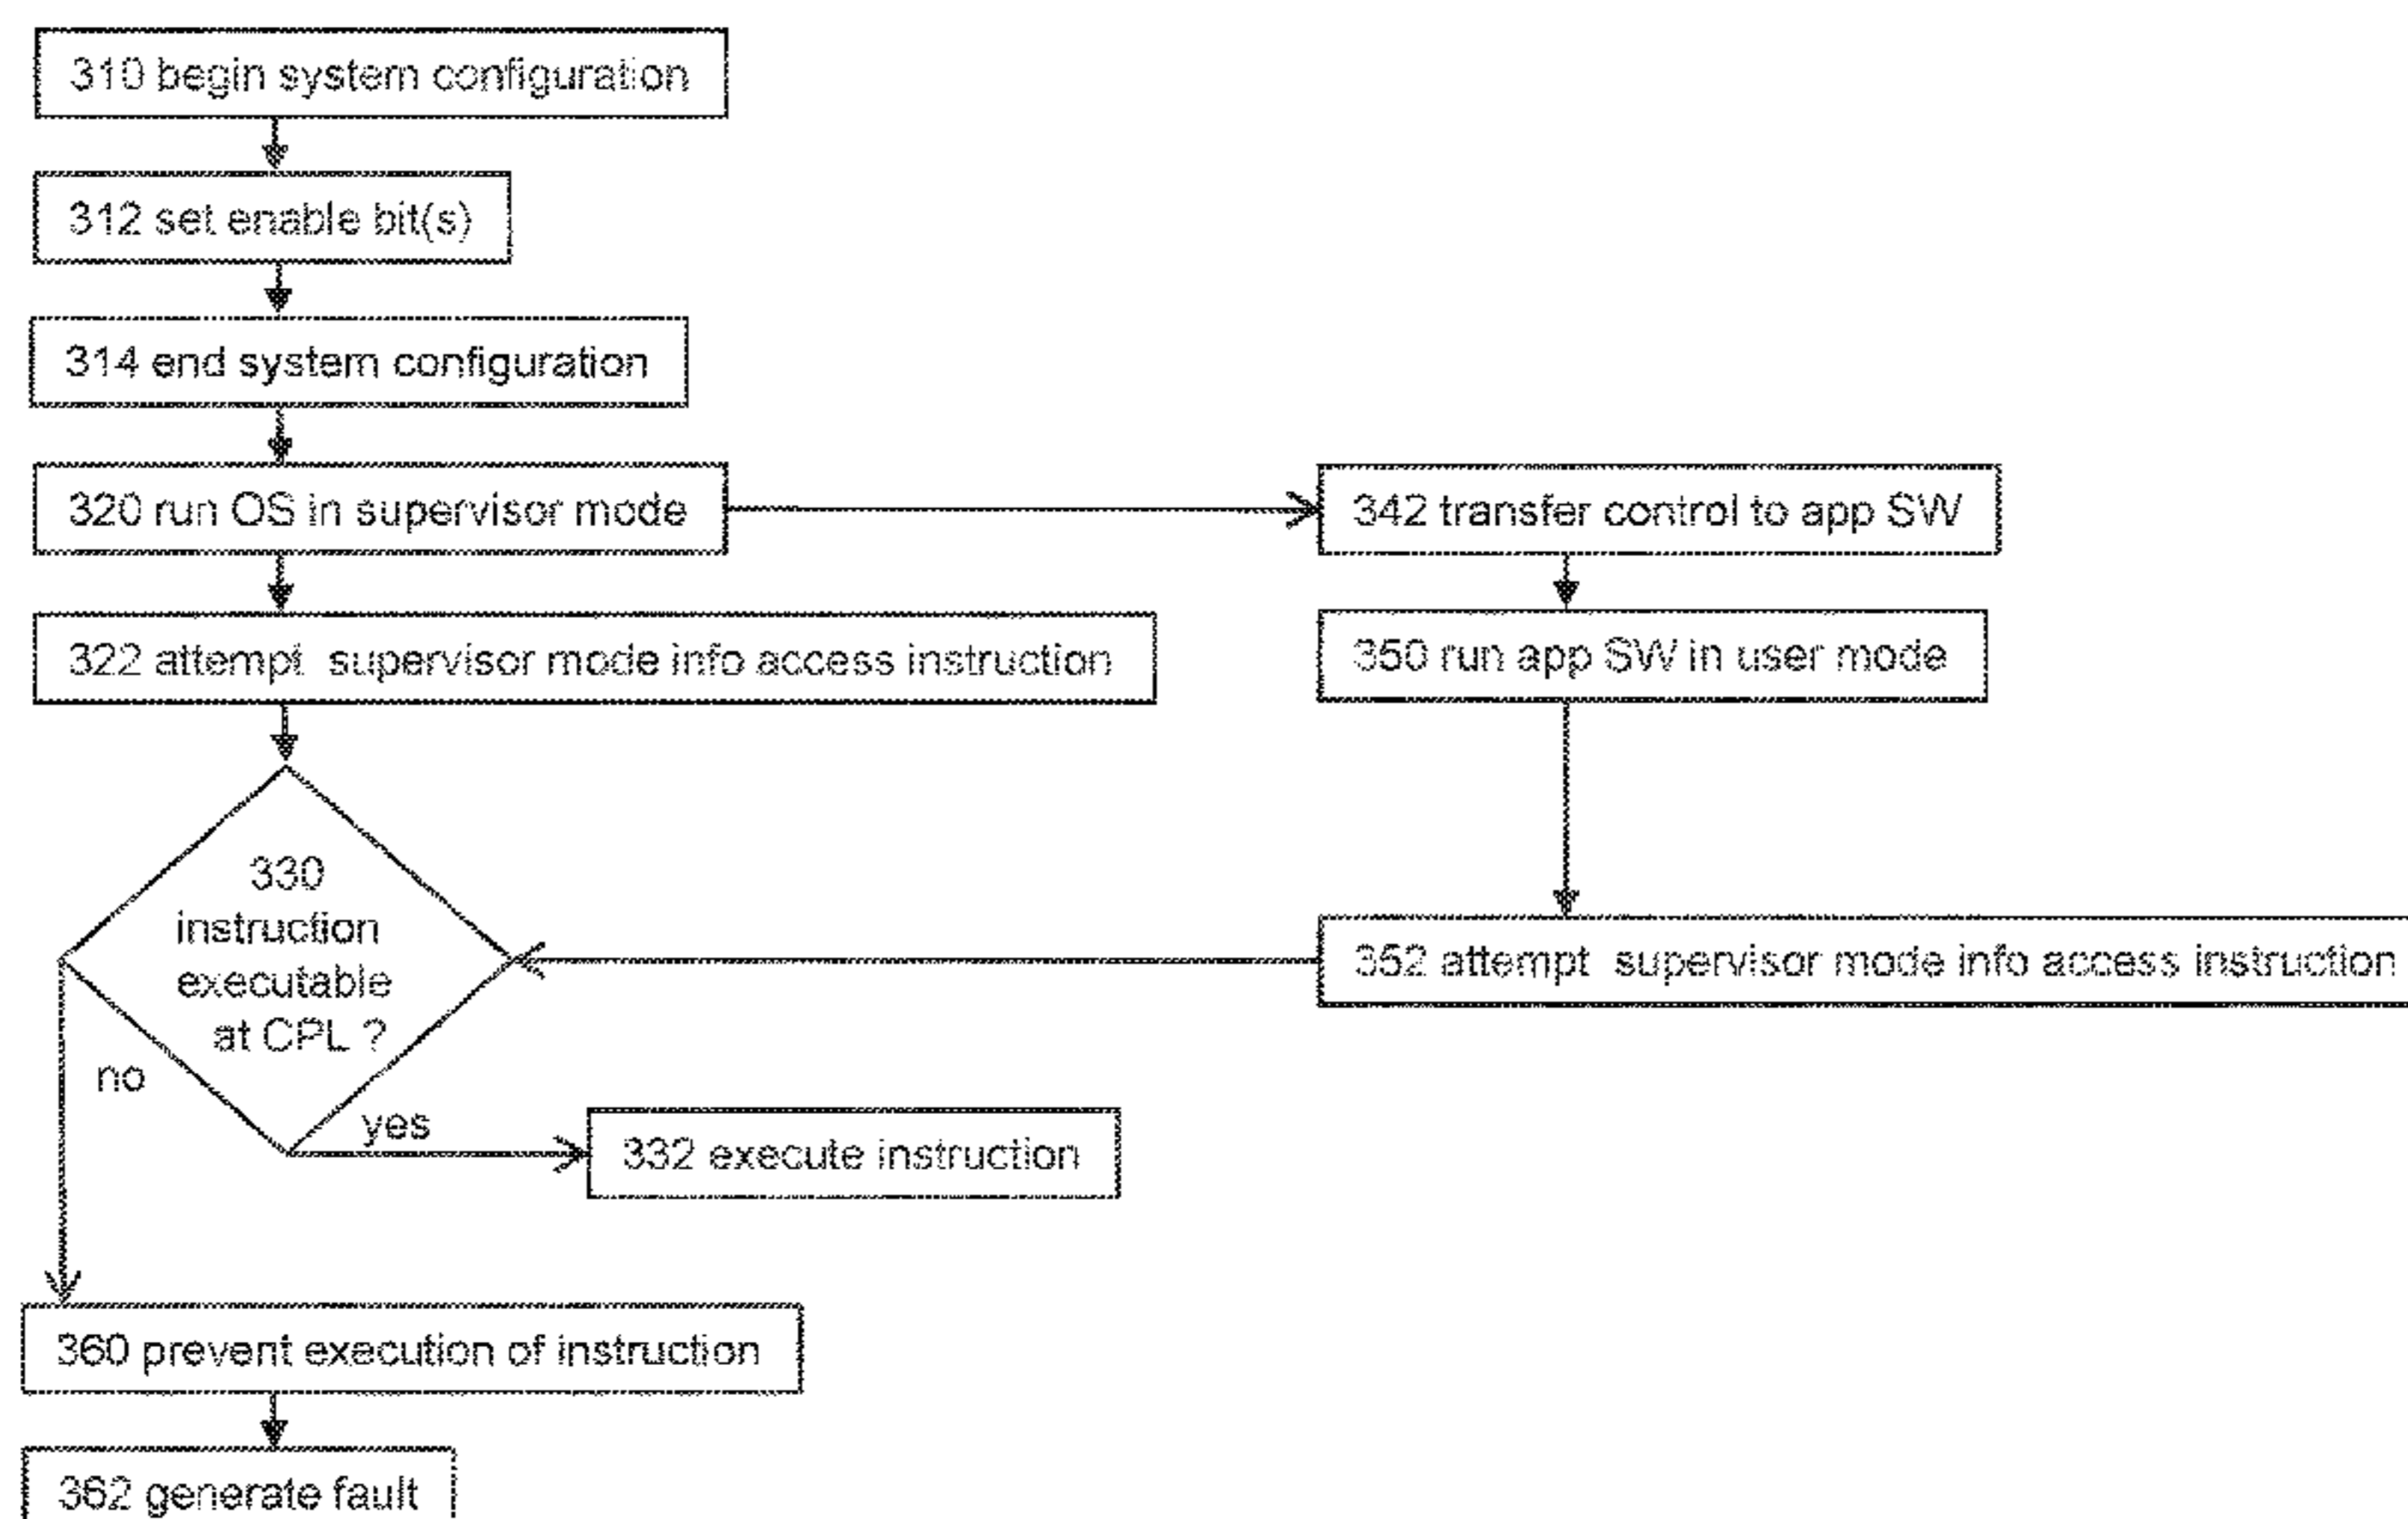 310 begin system configuration
312 set enable bit(s)
314 end system configuration
320 run OS in supervisor mode
342 transfer control to app SW
322 attempt supervisor mode info access instruction
350 run app SW in user mode
330
instruction
executable
at CPL ?
352 attempt supervisor mode info access instruction
no
yes
332 execute instruction
360 prevent execution of instruction
362 generate fault